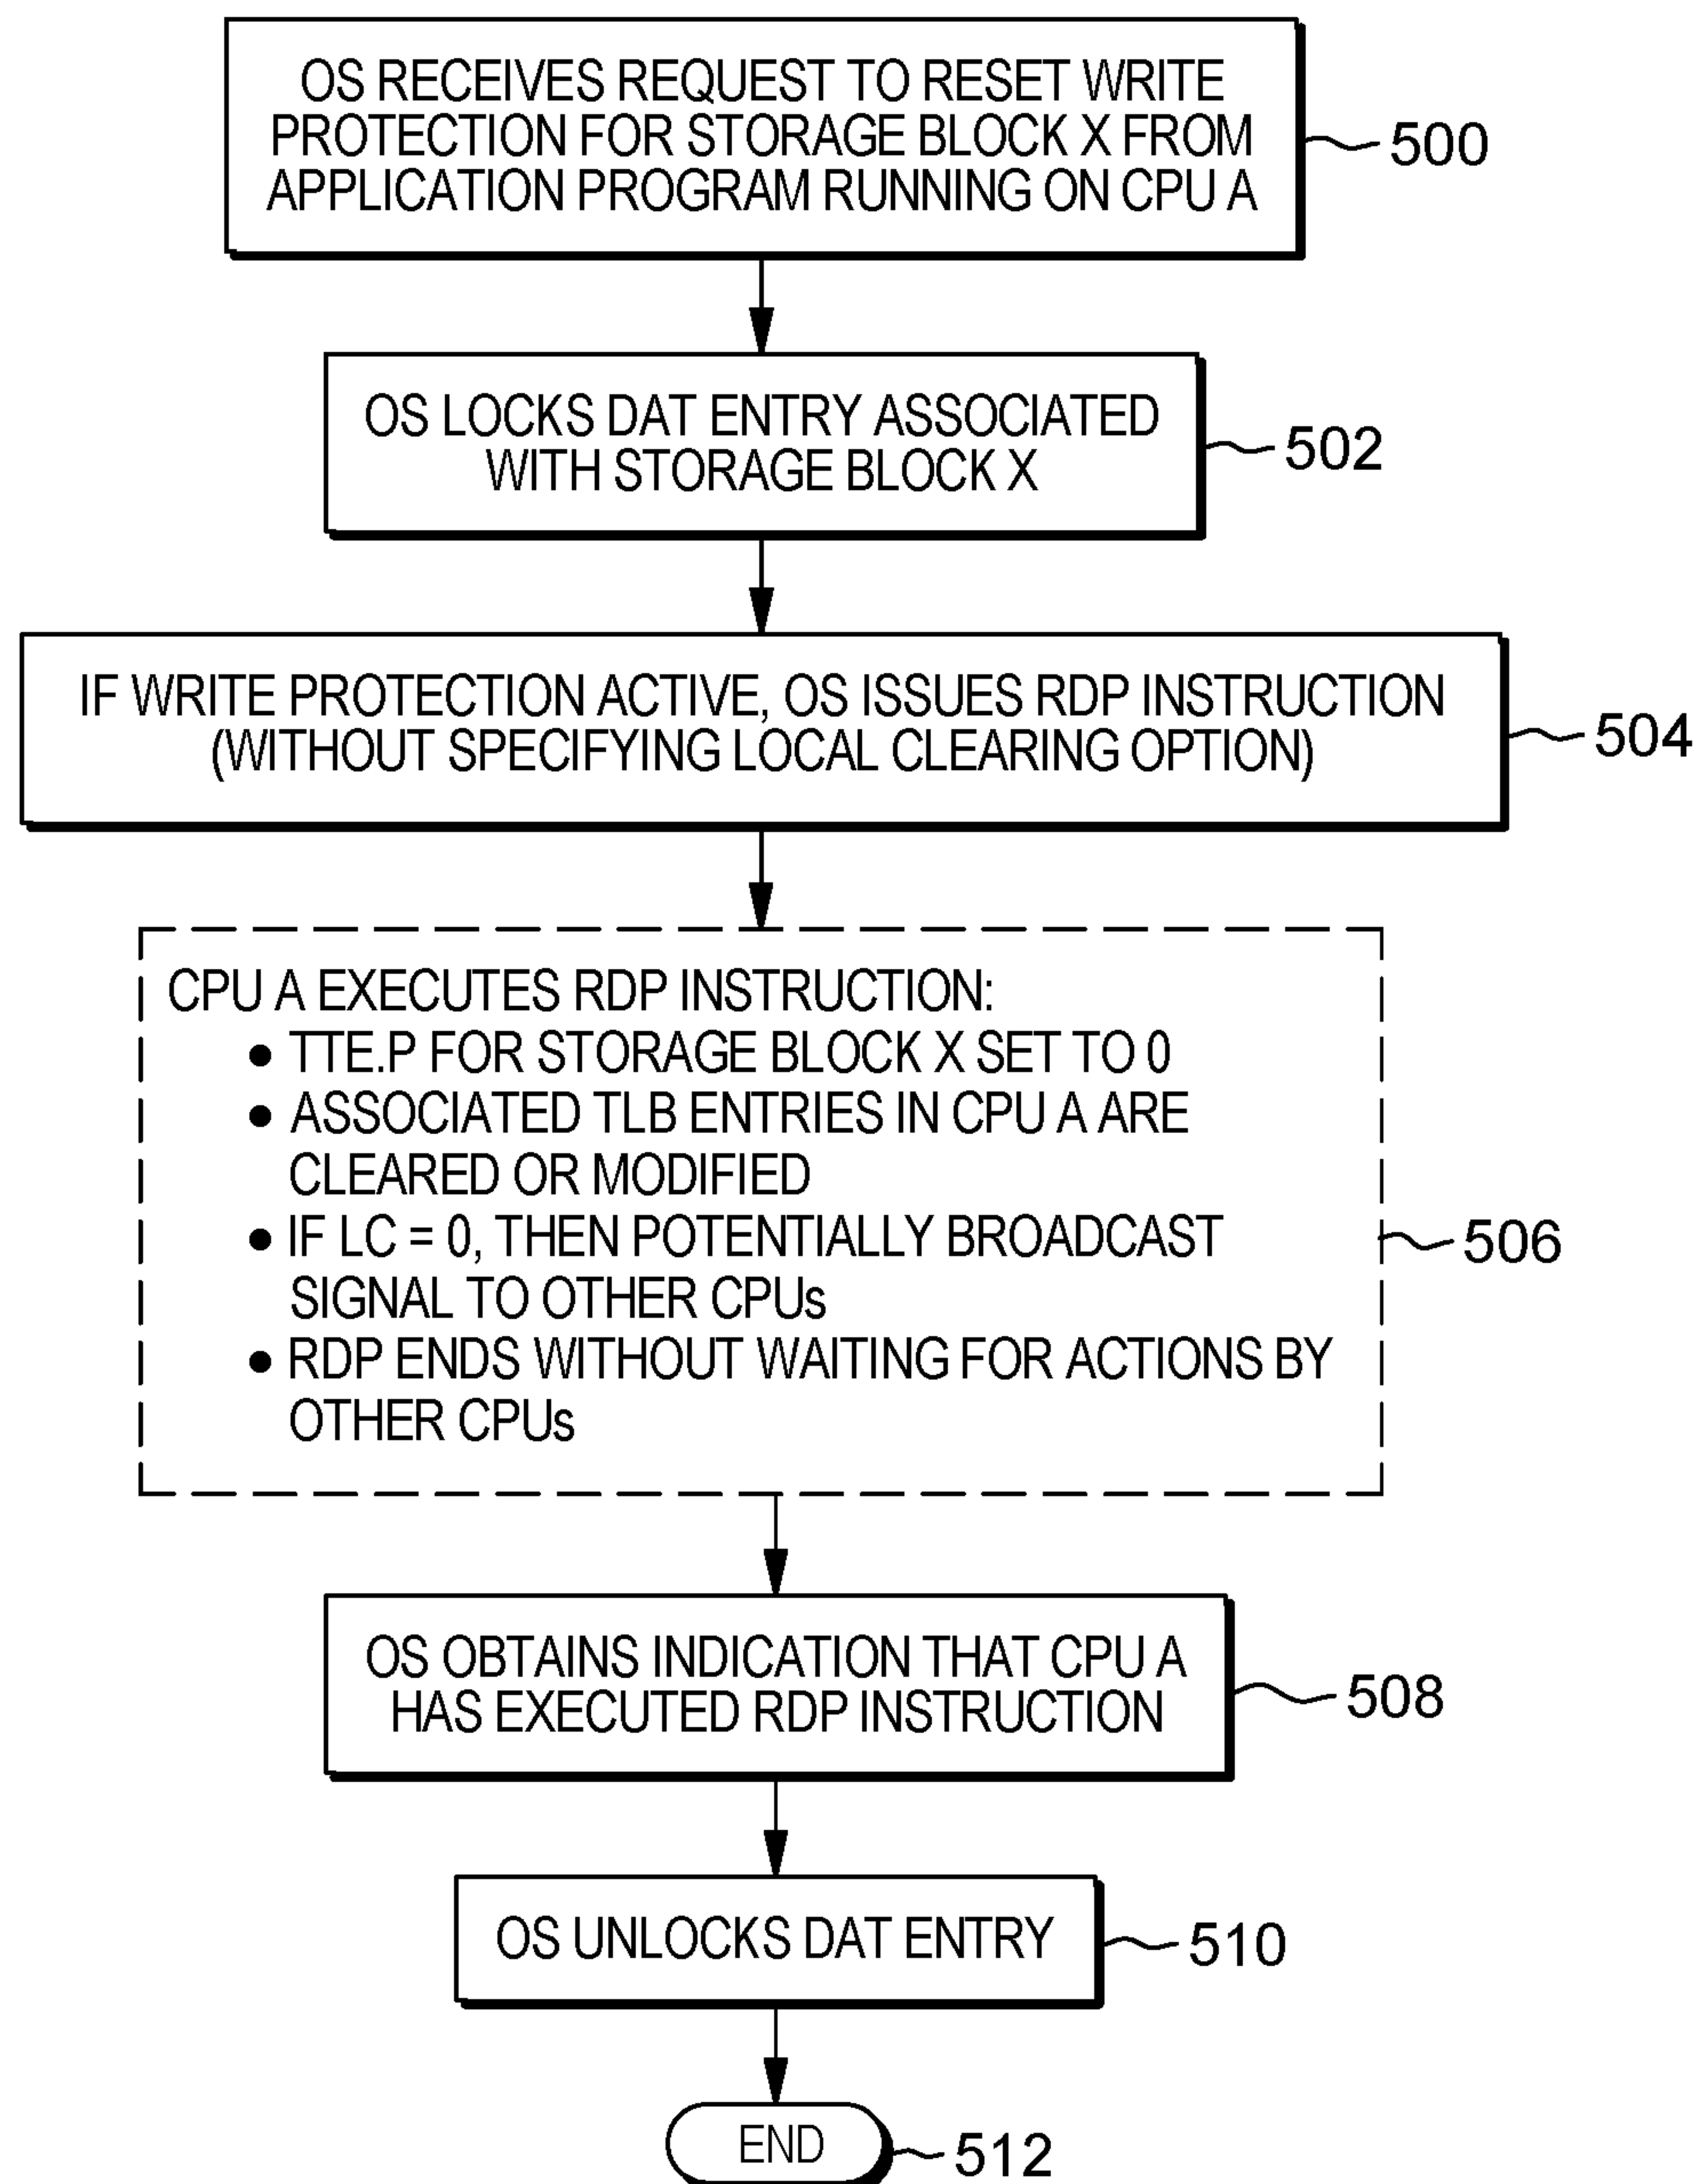 OS RECEIVES REQUEST TO RESET WRITE
PROTECTION FOR STORAGE BLOCK X FROM
APPLICATION PROGRAM RUNNING ON CPU A
500
OS LOCKS DAT ENTRY ASSOCIATED
WITH STORAGE BLOCK X
502
IF WRITE PROTECTION ACTIVE, OS ISSUES RDP INSTRUCTION
(WITHOUT SPECIFYING LOCAL CLEARING OPTION)
504
CPU A EXECUTES RDP INSTRUCTION:
● TTE.P FOR STORAGE BLOCK X SET TO 0
● ASSOCIATED TLB ENTRIES IN CPU A ARE
CLEARED OR MODIFIED
● IF LC = 0, THEN POTENTIALLY BROADCAST
SIGNAL TO OTHER CPUs
● RDP ENDS WITHOUT WAITING FOR ACTIONS BY
OTHER CPUs
506
OS OBTAINS INDICATION THAT CPU A
HAS EXECUTED RDP INSTRUCTION
508
OS UNLOCKS DAT ENTRY
510
END
512